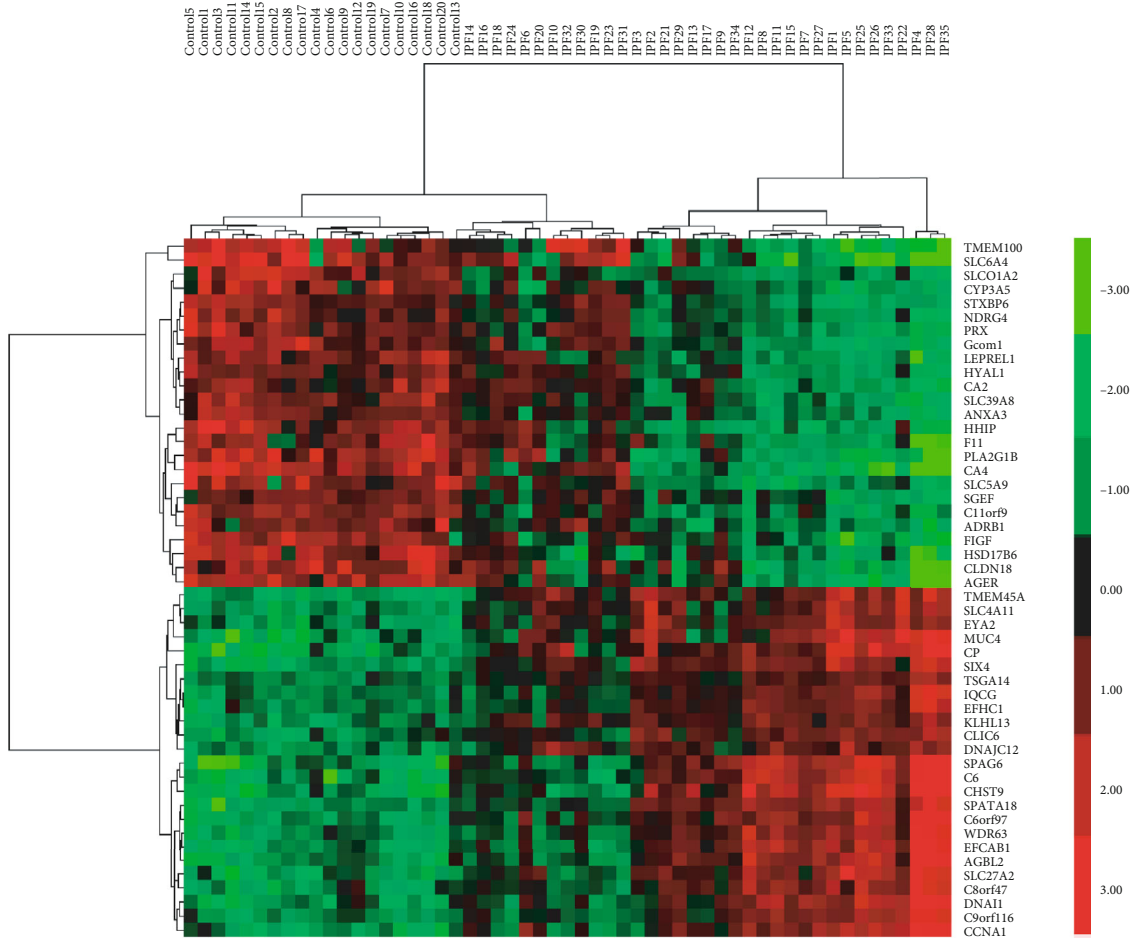 Control5
Control1
Control3
Control11
Control14
Control15
Control2
Control8
Control17
Control4
Control6
Control9
Control12
Control19
Control7
Control10
Control16
Control18
Control20
Control13
IPF14
IPF16
IPF18
IPF24
IPF6
IPF20
IPF10
IPF32
IPF30
IPF19
IPF23
IPF31
IPF3
IPF2
IPF21
IPF29
IPF13
IPF17
IPF9
IPF34
IPF12
IPF8
IPF11
IPF15
IPF7
IPF27
IPF1
IPF5
IPF25
IPF26
IPF33
IPF22
IPF4
IPF28
IPF35
TMEM100
SLC6A4
SLCO1A2
CYP3A5
STXBP6
NDRG4
PRX
Gcom1
LEPREL1
HYAL1
CA2
SLC39A8
ANXA3
HHIP
F11
PLA2G1B
CA4
SLC5A9
SGEF
C11orf9
ADRB1
FIGF
HSD17B6
CLDN18
AGER
TMEM45A
SLC4A11
EYA2
MUC4
CP
SIX4
TSGA14
IQCG
EFHC1
KLHL13
CLIC6
DNAJC12
SPAG6
C6
CHST9
SPATA18
C6orf97
WDR63
EFCAB1
AGBL2
SLC27A2
C8orf47
DNAI1
C9orf116
CCNA1
−3.00
−2.00
−1.00
0.00
1.00
2.00
3.00